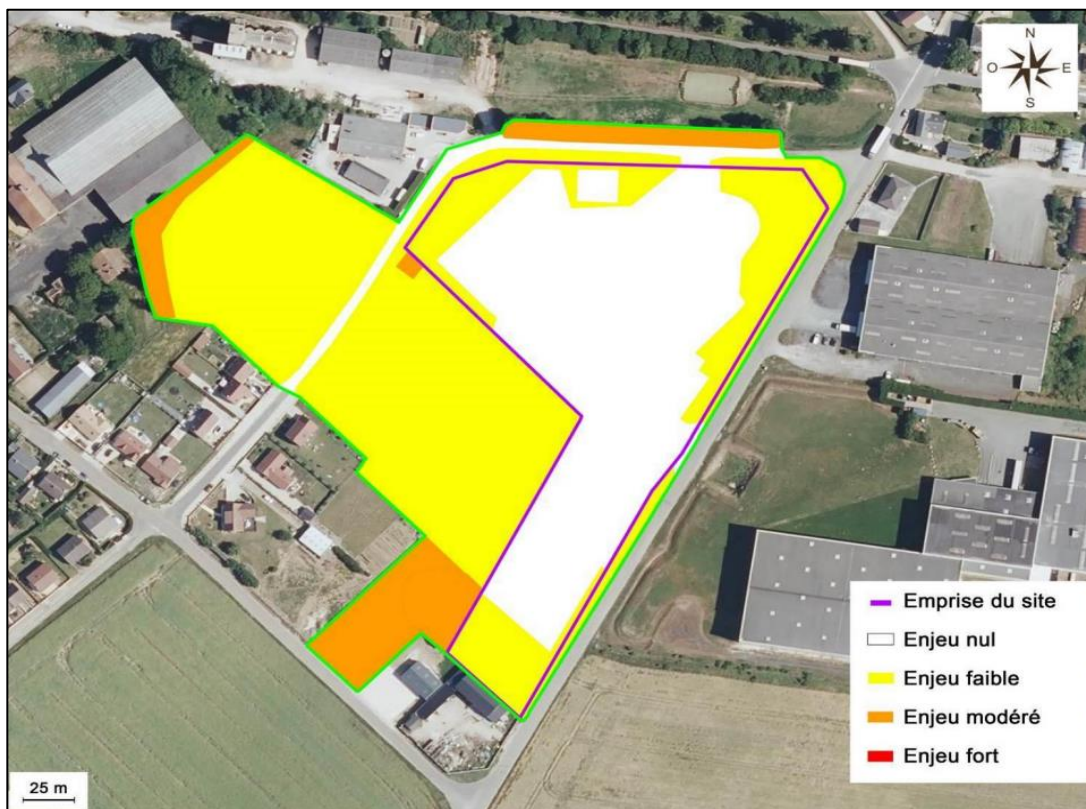 N
O E
S
Emprise du site
Enjeu nul
Enjeu faible
Enjeu modéré
Enjeu fort
25 m